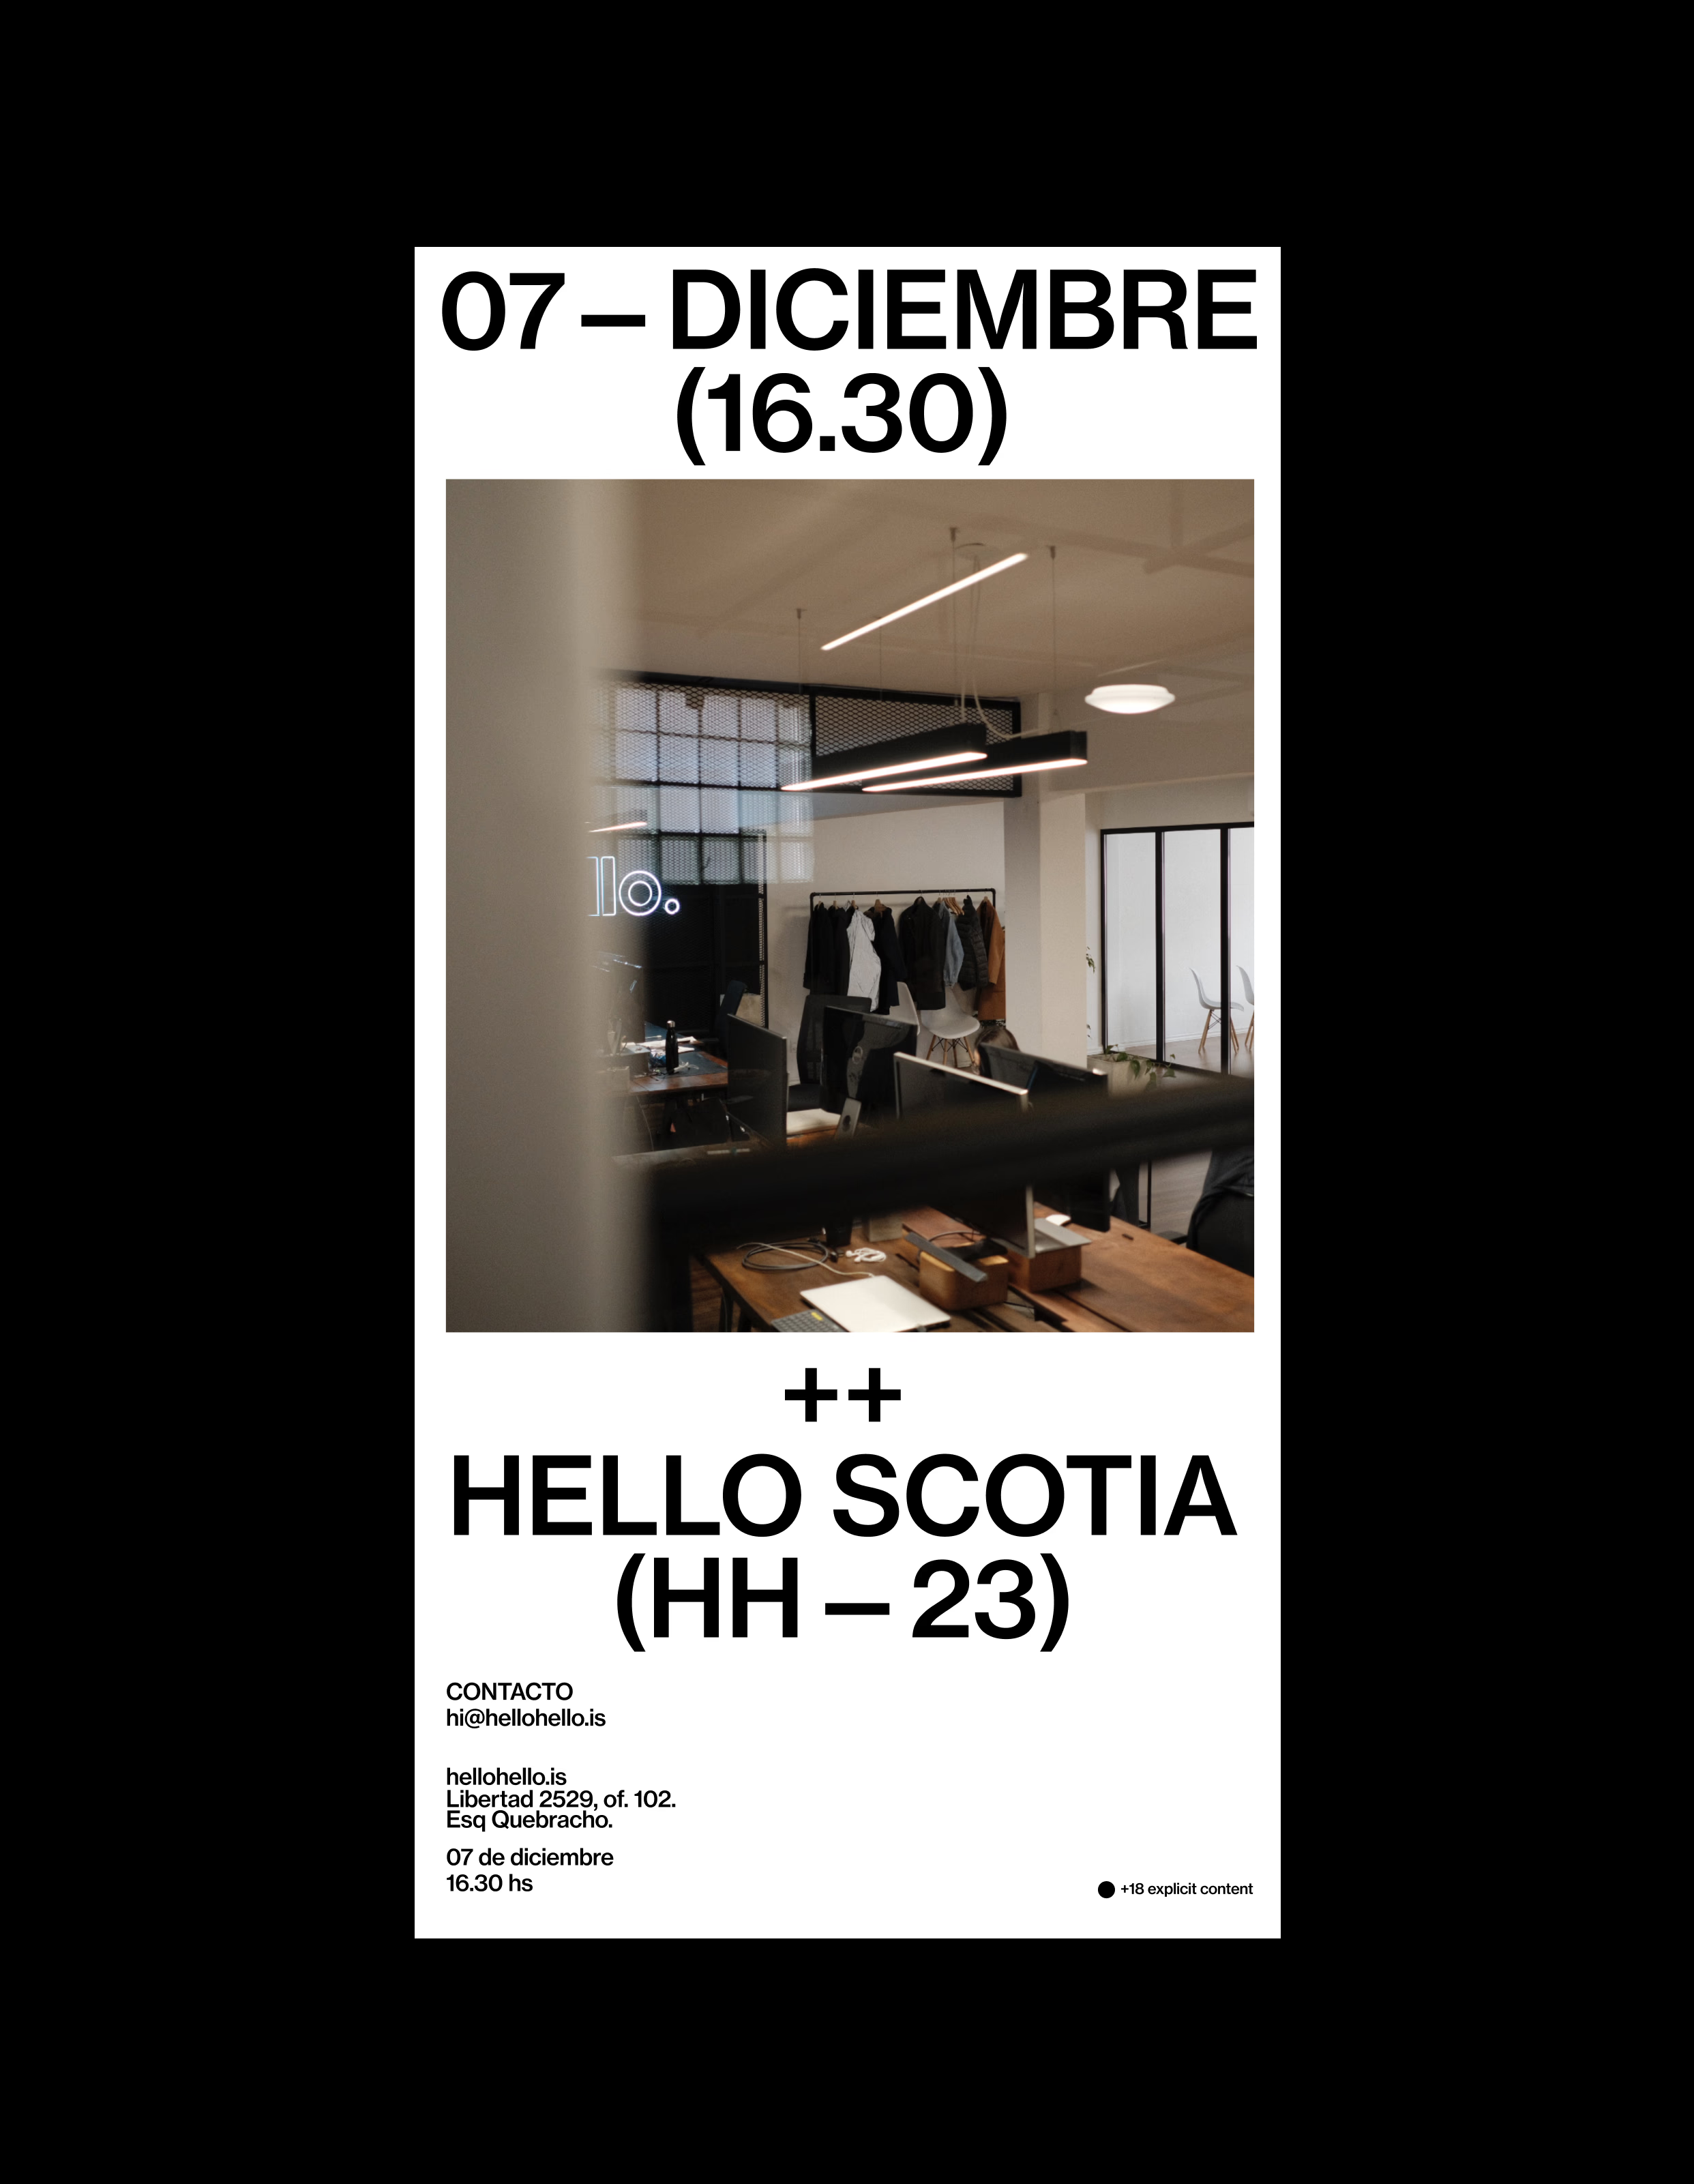 07 — DICIEMBRE
(16.30)
llo.
++
HELLO SCOTIA
(HH — 23)
CONTACTO
hi@hellohello.is
hellohello.is
Libertad 2529, of. 102.
Esq Quebracho.
07 de diciembre
16.30 hs
+18 explicit content